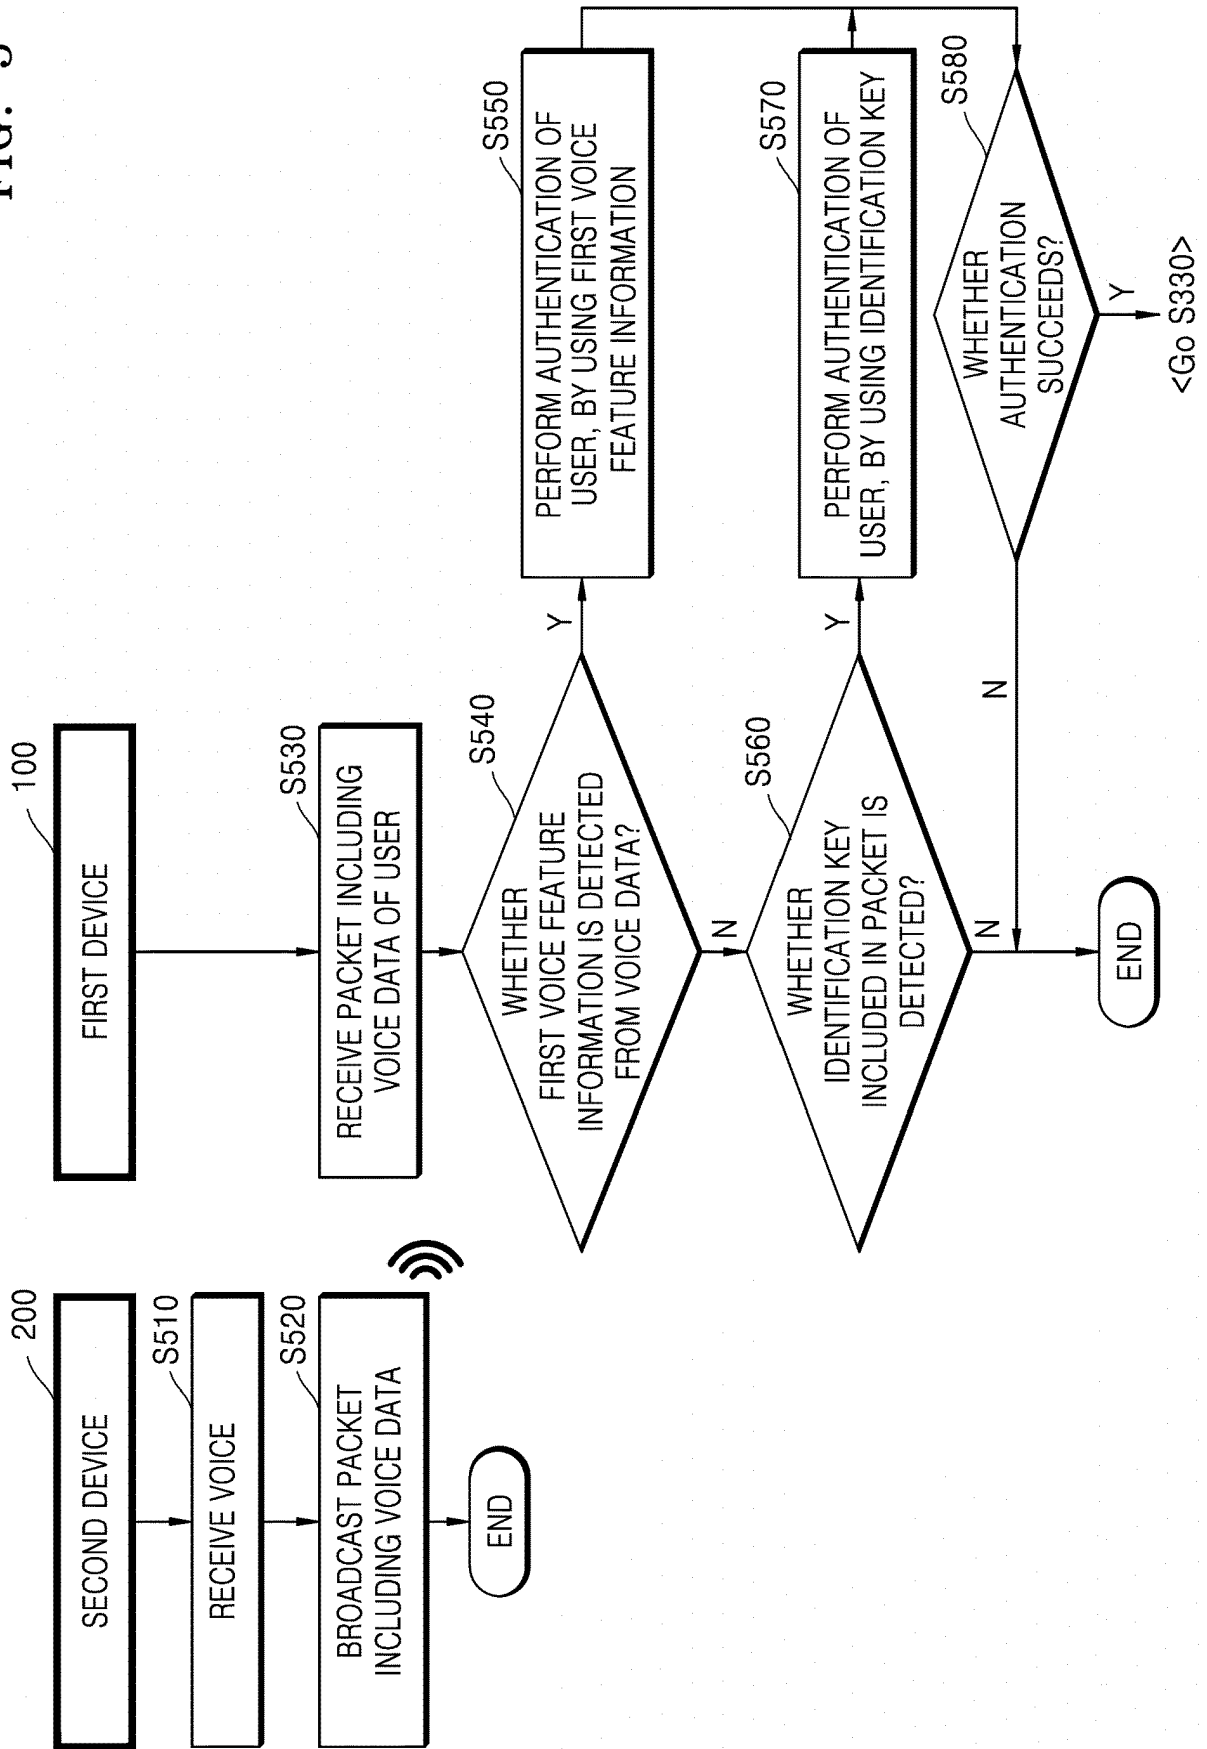 FIG. 5
200
SECOND DEVICE
S510
RECEIVE VOICE
S520
BROADCAST PACKET
INCLUDING VOICE DATA
END
100
FIRST DEVICE
S530
RECEIVE PACKET INCLUDING
VOICE DATA OF USER
S540
WHETHER
FIRST VOICE FEATURE
INFORMATION IS DETECTED
FROM VOICE DATA?
Y
N
S550
PERFORM AUTHENTICATION OF
USER, BY USING FIRST VOICE
FEATURE INFORMATION
S560
WHETHER
IDENTIFICATION KEY
INCLUDED IN PACKET IS
DETECTED?
Y
N
S570
PERFORM AUTHENTICATION OF
USER, BY USING IDENTIFICATION KEY
S580
WHETHER
AUTHENTICATION
SUCCEEDS?
N
Y
<Go S330>
END